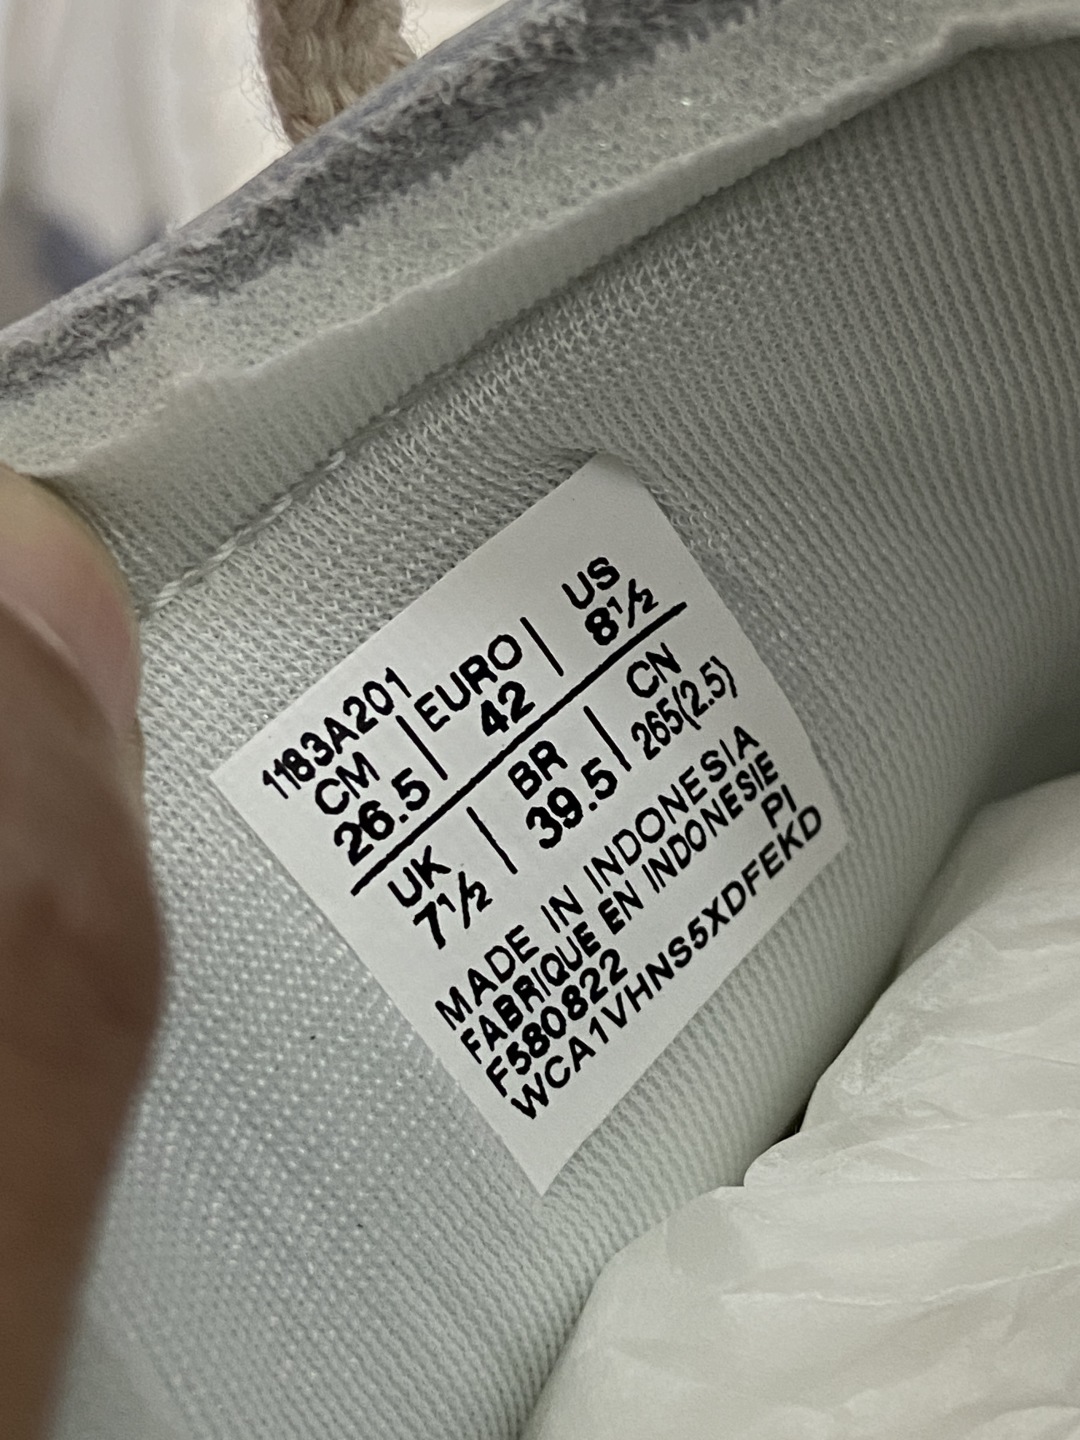 1183A201
CM | EURO | US
26.5 | 42 | 8½
UK | BR | CN
7½ | 39.5 | 265(2.5)
MADE IN INDONESIA
FABRIQUE EN INDONESIE
F580822 PI
WCA1VHNS5XDFEKD